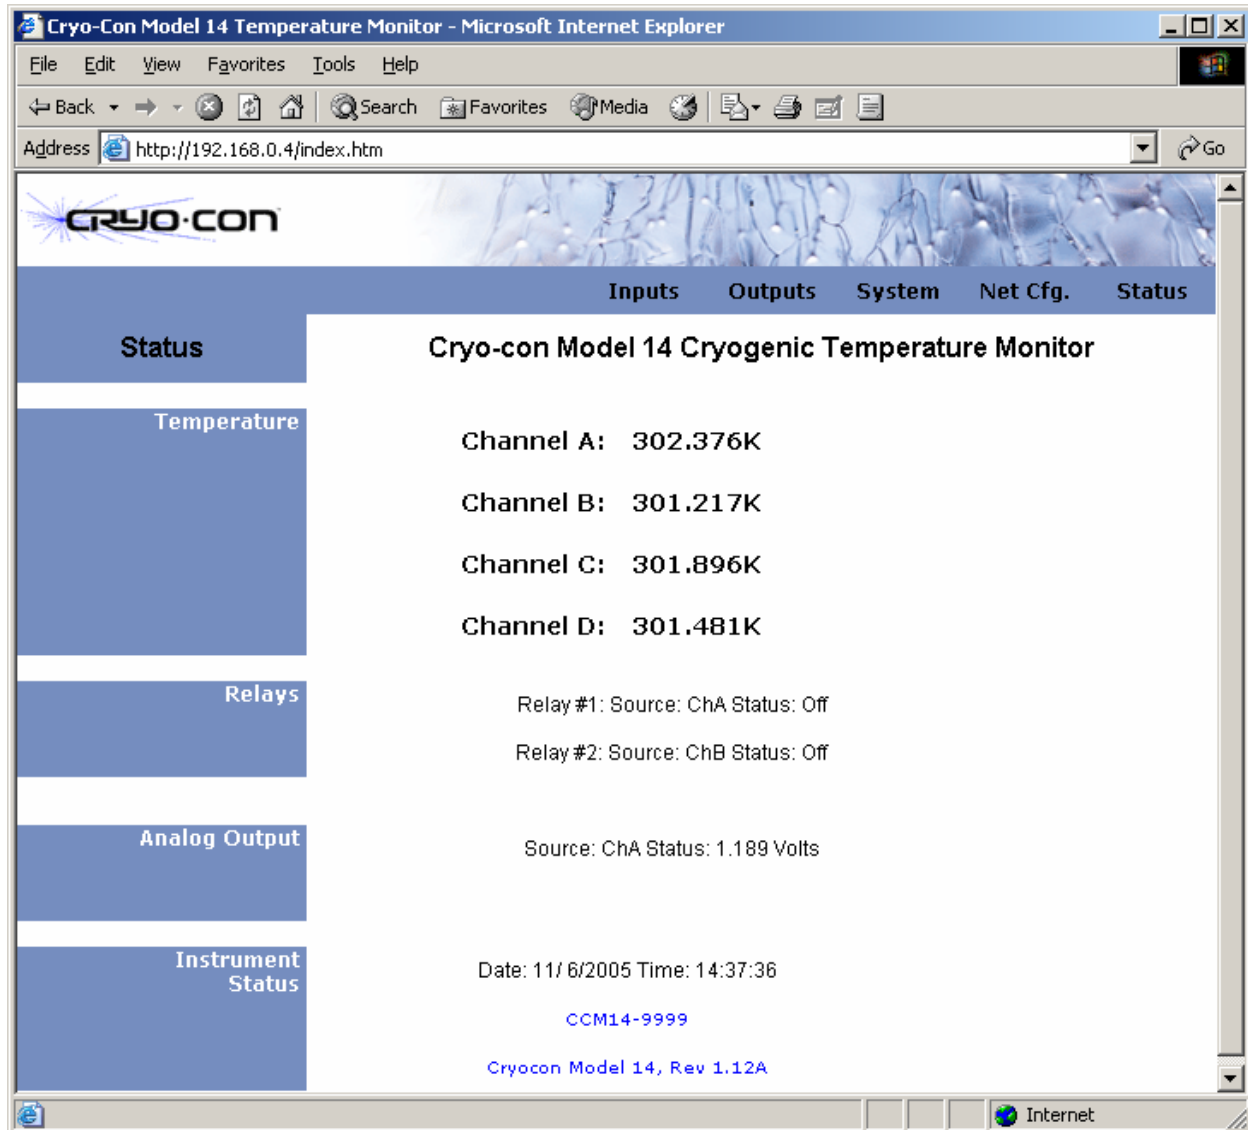 Cryo-Con Model 14 Temperature Monitor - Microsoft Internet Explorer
File Edit View Favorites Tools Help
Back Search Favorites Media
Address http://192.168.0.4/index.htm Go
CRYO·CON
Inputs Outputs System Net Cfg. Status
Status
Cryo-con Model 14 Cryogenic Temperature Monitor
Temperature
Channel A: 302.376K
Channel B: 301.217K
Channel C: 301.896K
Channel D: 301.481K
Relays
Relay #1: Source: ChA Status: Off
Relay #2: Source: ChB Status: Off
Analog Output
Source: ChA Status: 1.189 Volts
Instrument
Status
Date: 11/ 6/2005 Time: 14:37:36
CCM14-9999
Cryocon Model 14, Rev 1.12A
Internet